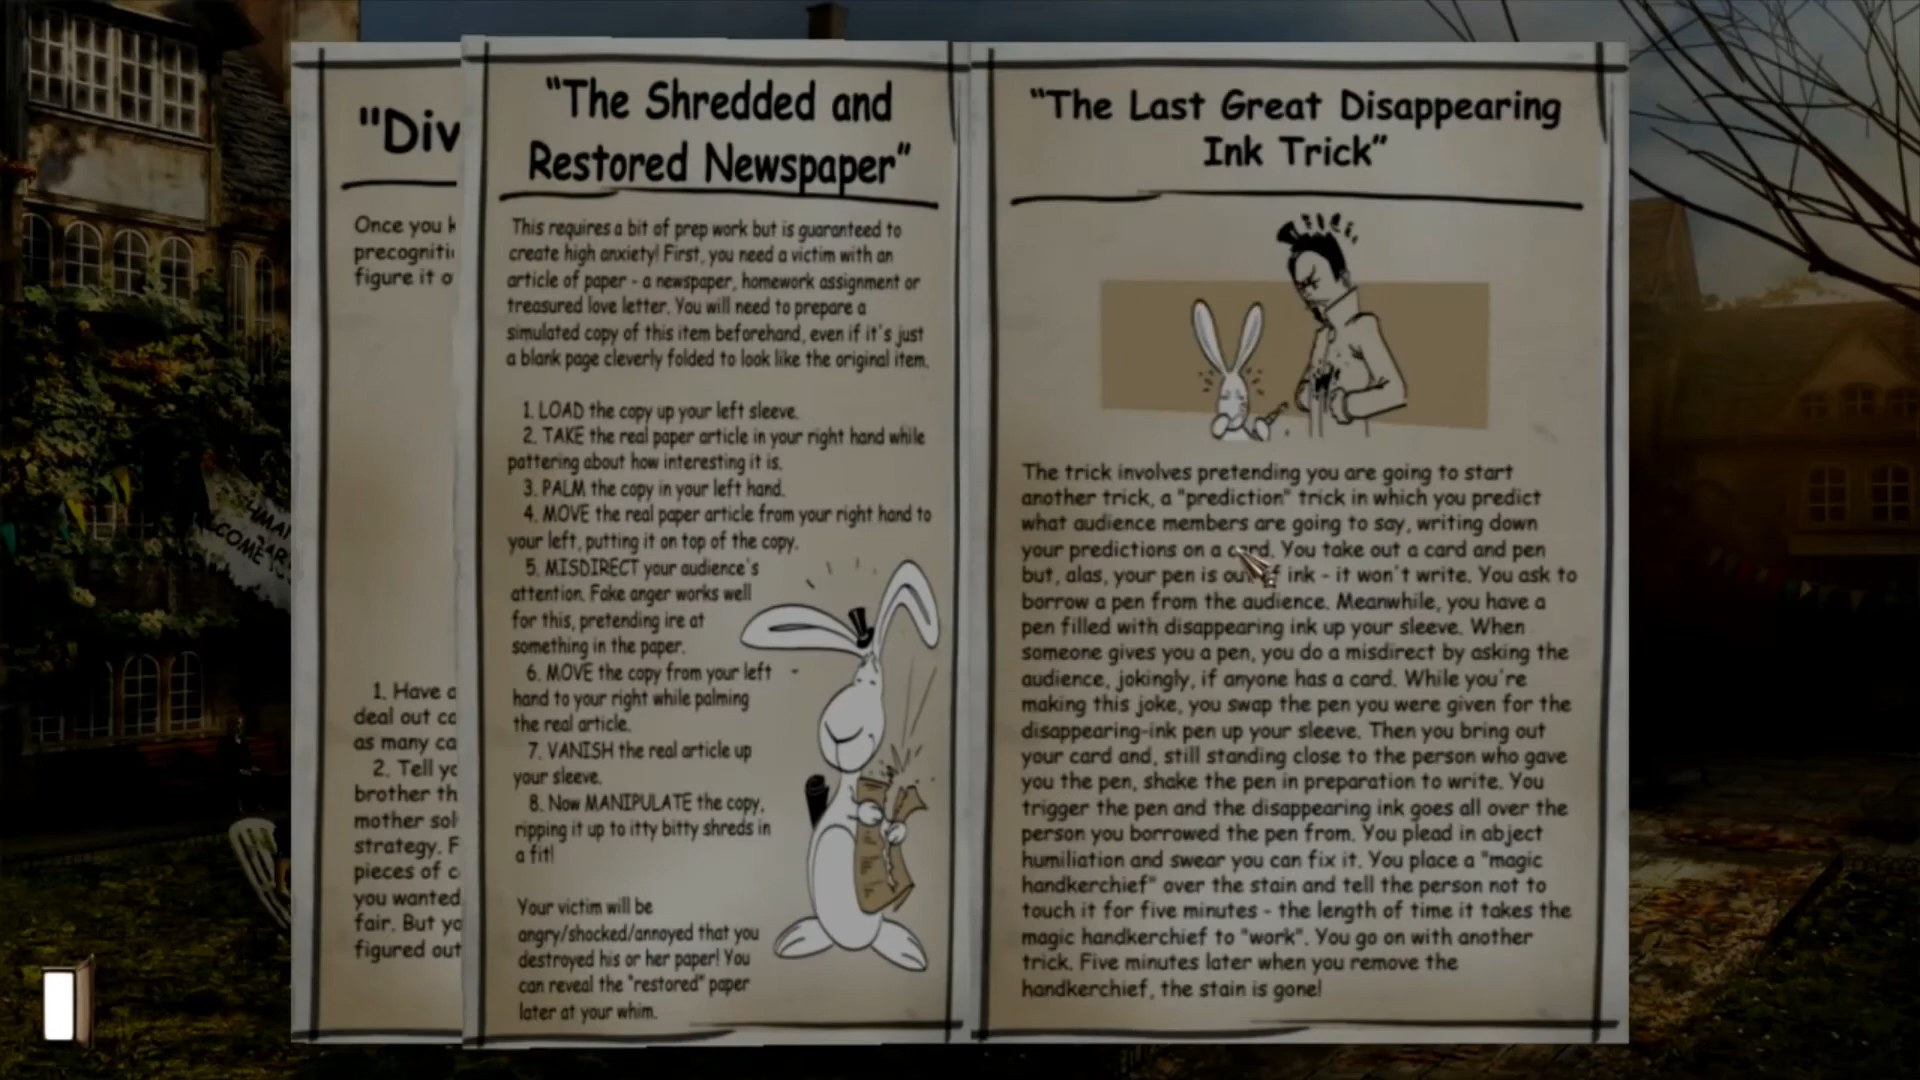 "Div
Once you k
precogniti
figure it o
1. Have a
deal out ca
as many ca
2. Tell yo
brother th
mother sol
strategy. F
pieces of c
you wanted
fair. But yo
figured out
"The Shredded and
Restored Newspaper"
This requires a bit of prep work but is guaranteed to
create high anxiety! First, you need a victim with an
article of paper - a newspaper, homework assignment or
treasured love letter. You will need to prepare a
simulated copy of this item beforehand, even if it's just
a blank page cleverly folded to look like the original item.
1. LOAD the copy up your left sleeve.
2. TAKE the real paper article in your right hand while
pattering about how interesting it is.
3. PALM the copy in your left hand.
4. MOVE the real paper article from your right hand to
your left, putting it on top of the copy.
5. MISDIRECT your audience's
attention. Fake anger works well
for this, pretending ire at
something in the paper.
6. MOVE the copy from your left
hand to your right while palming
the real article.
7. VANISH the real article up
your sleeve.
8. Now MANIPULATE the copy,
ripping it up to itty bitty shreds in
a fit!
Your victim will be
angry/shocked/annoyed that you
destroyed his or her paper! You
can reveal the "restored" paper
later at your whim.
"The Last Great Disappearing
Ink Trick"
The trick involves pretending you are going to start
another trick, a "prediction" trick in which you predict
what audience members are going to say, writing down
your predictions on a card. You take out a card and pen
but, alas, your pen is out of ink - it won't write. You ask to
borrow a pen from the audience. Meanwhile, you have a
pen filled with disappearing ink up your sleeve. When
someone gives you a pen, you do a misdirect by asking the
audience, jokingly, if anyone has a card. While you're
making this joke, you swap the pen you were given for the
disappearing-ink pen up your sleeve. Then you bring out
your card and, still standing close to the person who gave
you the pen, shake the pen in preparation to write. You
trigger the pen and the disappearing ink goes all over the
person you borrowed the pen from. You plead in abject
humiliation and swear you can fix it. You place a "magic
handkerchief" over the stain and tell the person not to
touch it for five minutes - the length of time it takes the
magic handkerchief to "work". You go on with another
trick. Five minutes later when you remove the
handkerchief, the stain is gone!